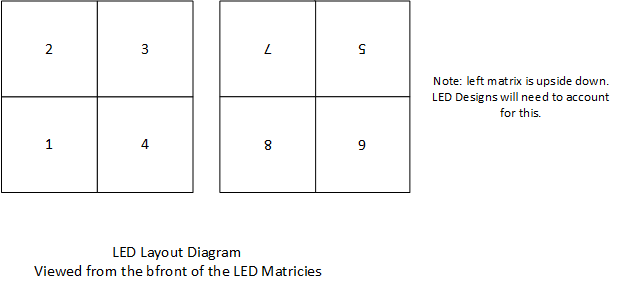 2
3
7
5
1
4
8
6
Note: left matrix is upside down.
LED Designs will need to account
for this.
LED Layout Diagram
Viewed from the bfront of the LED Matricies